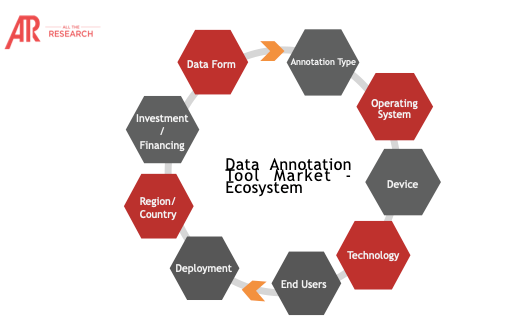 AR
ALL THE
RESEARCH
Data Form
Annotation Type
Operating
System
Device
Technology
End Users
Deployment
Region/
Country
Investment
/
Financing
Data Annotation
Tool Market -
Ecosystem